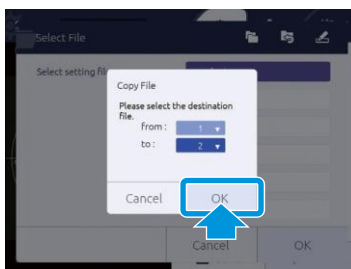 Select File
Select setting fil
Copy File
Please select the destination
file.
from : 1
to : 2
Cancel OK
Cancel OK